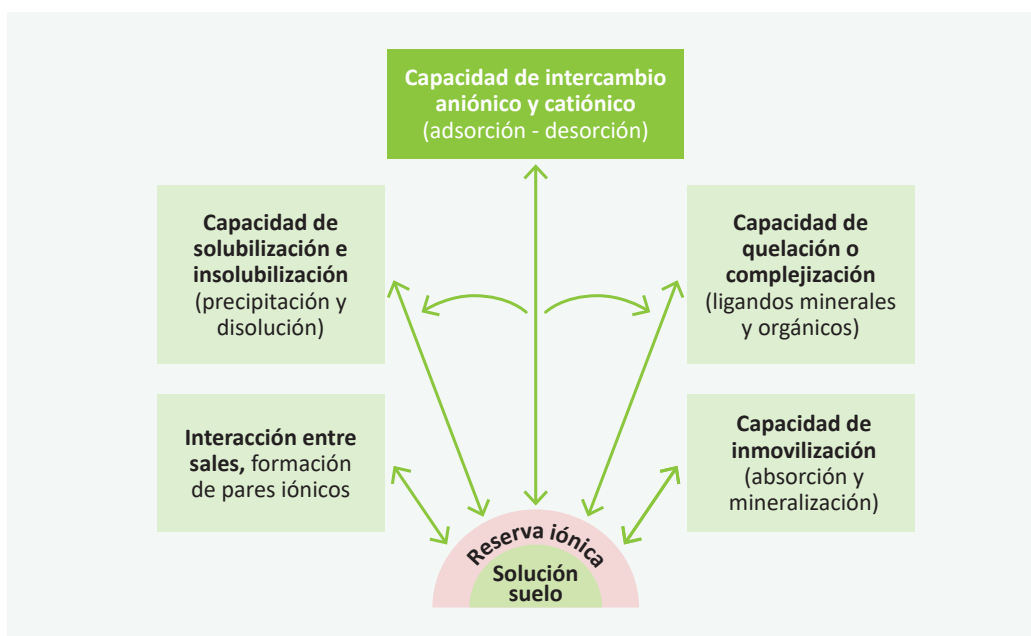 Capacidad de intercambio
aniónico y catiónico
(adsorción - desorción)
Capacidad de
solubilización e
insolubilización
(precipitación y
disolución)
Capacidad de
quelación o
complejización
(ligandos minerales
y orgánicos)
Interacción entre
sales, formación
de pares iónicos
Capacidad de
inmovilización
(absorción y
mineralización)
Reserva iónica
Solución
suelo